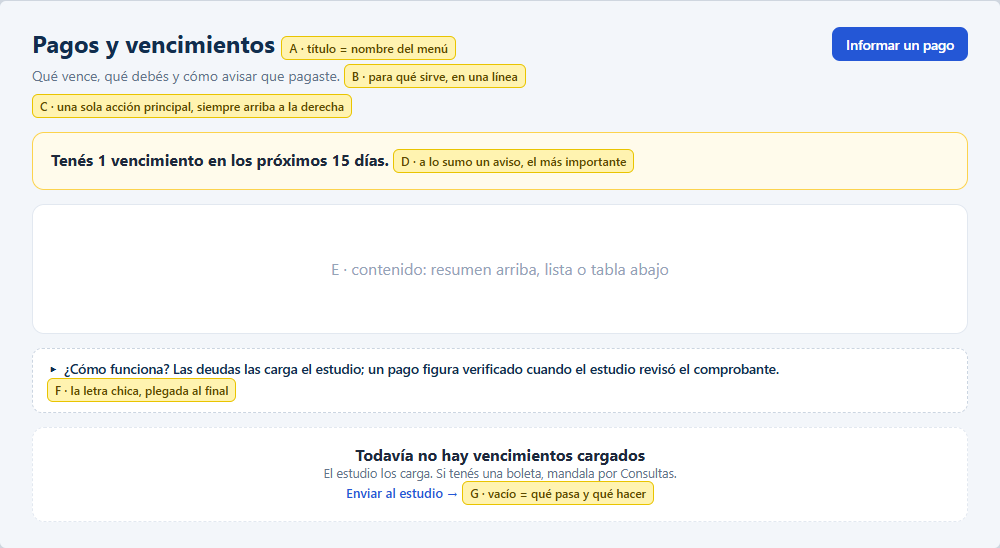 Pagos y vencimientos A · título = nombre del menú
Informar un pago
Qué vence, qué debés y cómo avisar que pagaste. B · para qué sirve, en una línea
C · una sola acción principal, siempre arriba a la derecha
Tenés 1 vencimiento en los próximos 15 días. D · a lo sumo un aviso, el más importante
E · contenido: resumen arriba, lista o tabla abajo
▸ ¿Cómo funciona? Las deudas las carga el estudio; un pago figura verificado cuando el estudio revisó el comprobante.
F · la letra chica, plegada al final
Todavía no hay vencimientos cargados
El estudio los carga. Si tenés una boleta, mandala por Consultas.
Enviar al estudio → G · vacío = qué pasa y qué hacer